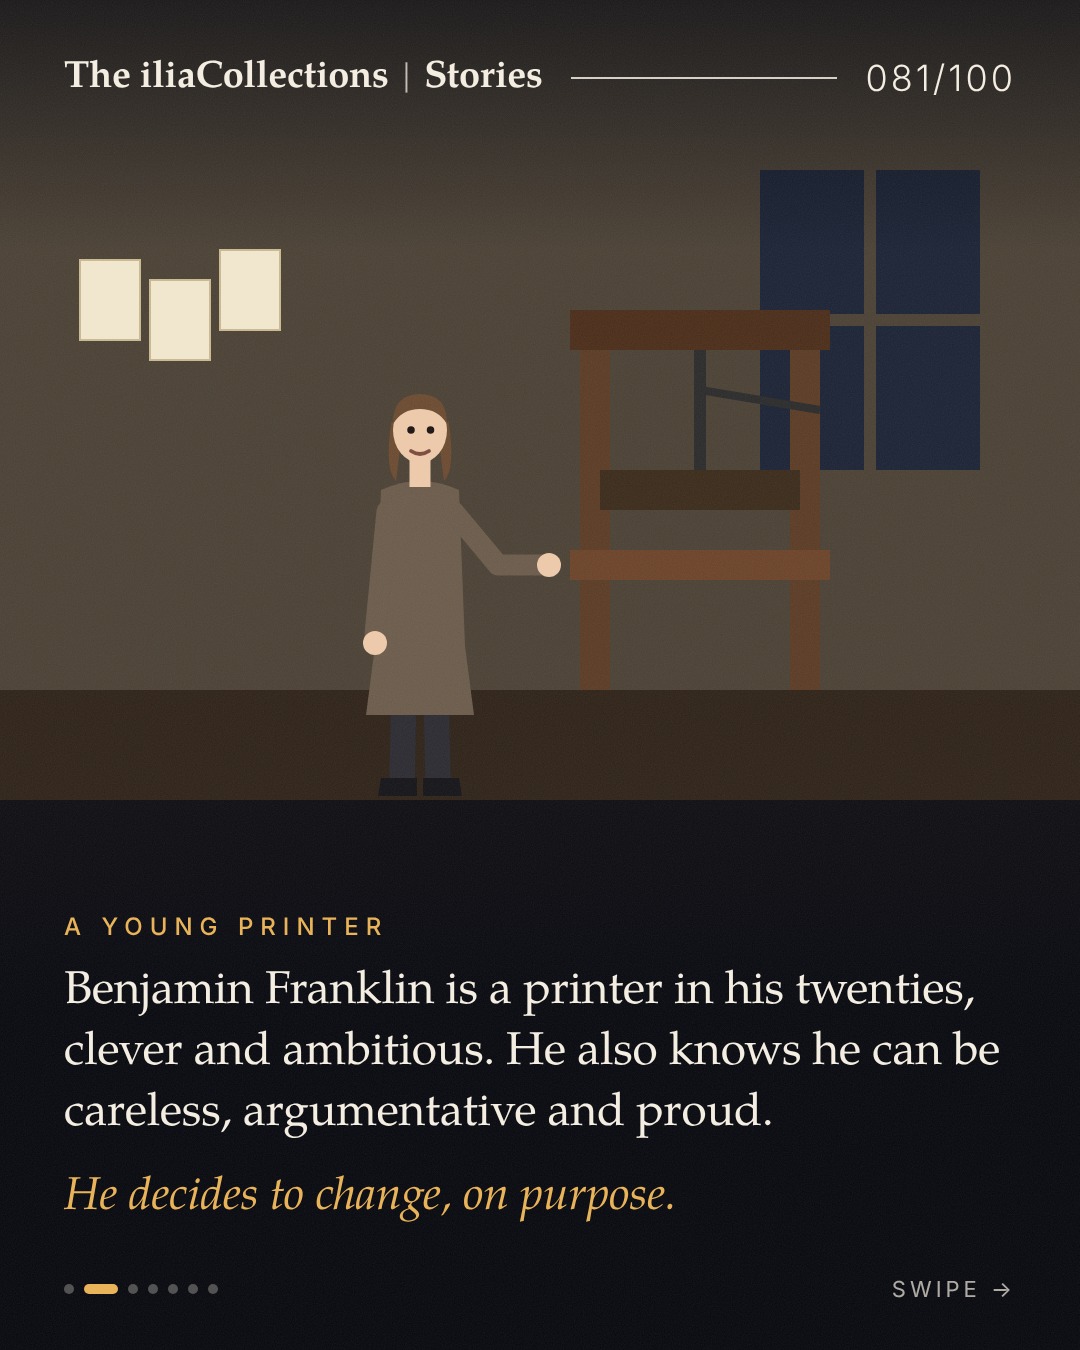 The iliaCollections | Stories
081/100
A YOUNG PRINTER
Benjamin Franklin is a printer in his twenties,
clever and ambitious. He also knows he can be
careless, argumentative and proud.
He decides to change, on purpose.
SWIPE →